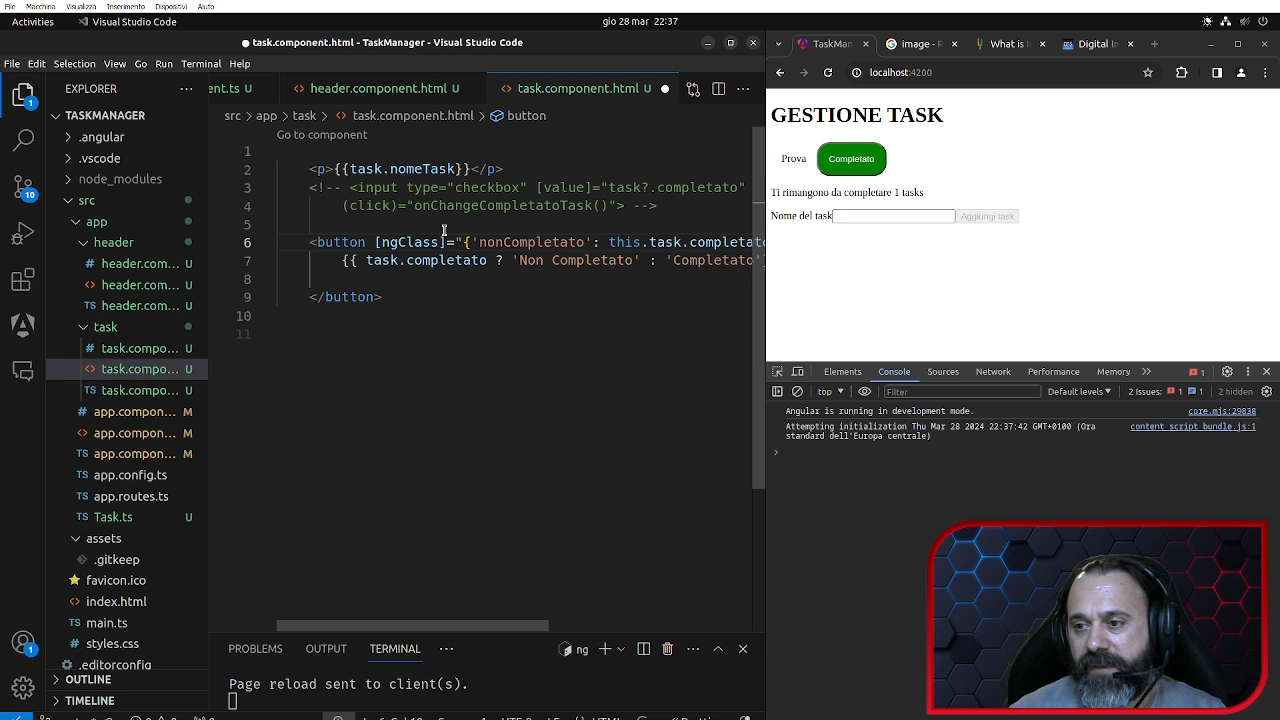 File Macchina Visualizza Inserimento Dispositivi Aiuto
Activities Visual Studio Code gio 28 mar 22:37
task.component.html - TaskManager - Visual Studio Code
File Edit Selection View Go Run Terminal Help
EXPLORER
ent.ts U header.component.html U task.component.html U
src > app > task > task.component.html > button
TASKMANAGER
.angular
.vscode
node_modules
src
app
header
header.com... U
header.com... U
header.com... U
task
task.compo... U
task.compo... U
task.compo... U
app.compon... M
app.compon... M
app.compon... M
app.config.ts
app.routes.ts
Task.ts U
assets
.gitkeep
favicon.ico
index.html
main.ts
styles.css
.editorconfig
OUTLINE
TIMELINE
Go to component
1
2 <p>{{task.nomeTask}}</p>
3 <!-- <input type="checkbox" [value]="task?.completato"
4 (click)="onChangeCompletatoTask()"> -->
5
6 <button [ngClass]="{'nonCompletato': this.task.completato
7 {{ task.completato ? 'Non Completato' : 'Completato'}
8
9 </button>
10
11
PROBLEMS OUTPUT TERMINAL ng
Page reload sent to client(s).
TaskMan image - R What is I Digital In
localhost:4200
GESTIONE TASK
Prova Completato
Ti rimangono da completare 1 tasks
Nome del task Aggiungi task
Elements Console Sources Network Performance Memory 1
top Filter Default levels 2 Issues: 1 1 2 hidden
Angular is running in development mode. core.mjs:29838
Attempting initialization Thu Mar 28 2024 22:37:42 GMT+0100 (Ora content script bundle.js:1
standard dell'Europa centrale)